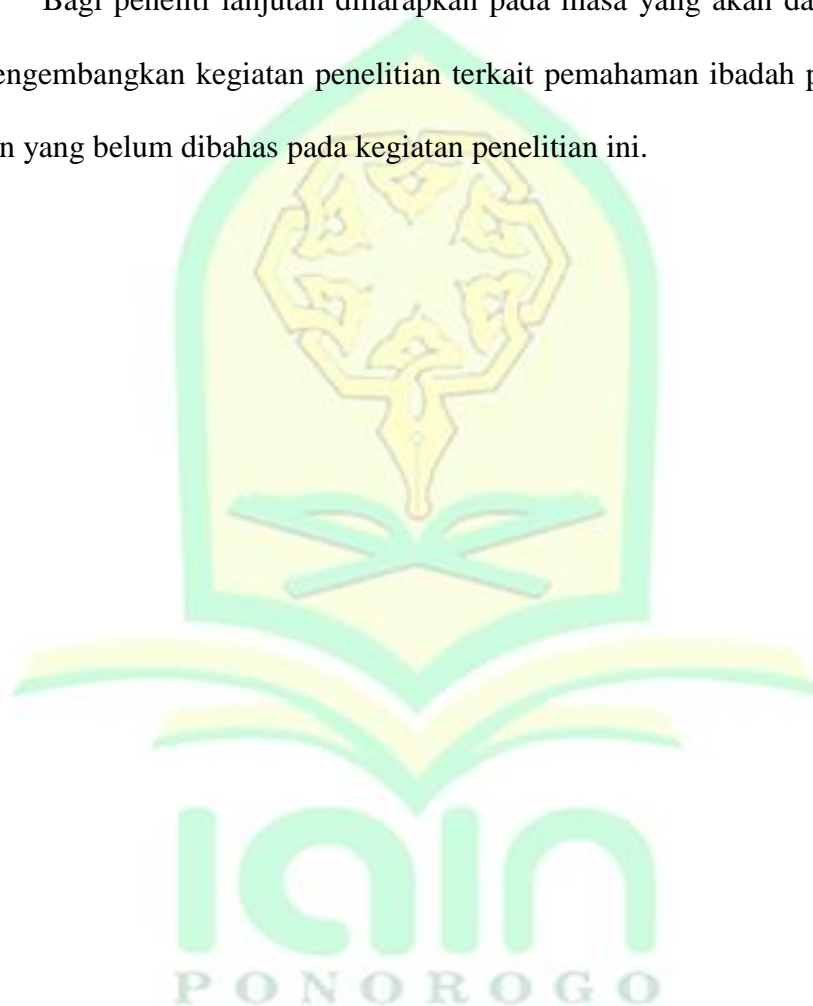 Bagi peneliti lanjutan diharapkan pada masa yang akan
engembangkan kegiatan penelitian terkait pemahaman ibadah
yang belum dibahas pada kegiatan penelitian ini.
IAIN
PONOROGO